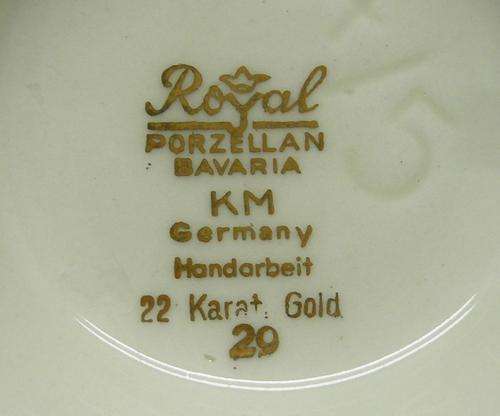 Royal
PORZELLAN
BAVARIA
KM
Germany
Handarbeit
22 Karat. Gold
29